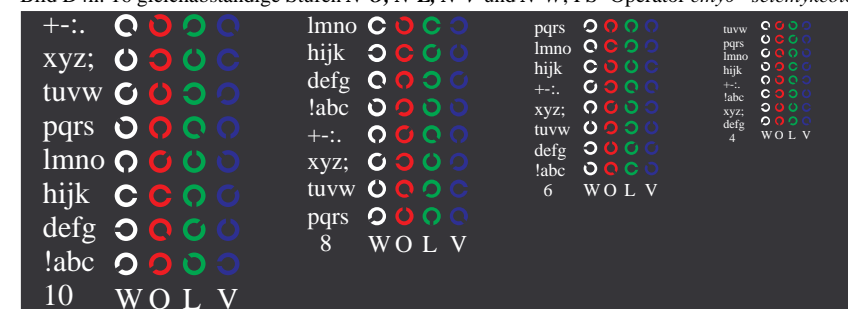 +-:.
xyz;
tuvw
pqrs
lmno
hijk
defg
!abc
10 W O L V
lmno
hijk
defg
!abc
+-:.
xyz;
tuvw
pqrs
8 W O L V
pqrs
lmno
hijk
+-:.
xyz;
tuvw
defg
!abc
6 W O L V
tuvw
pqrs
lmno
hijk
+-:.
!abc
xyz;
defg
4 W O L V